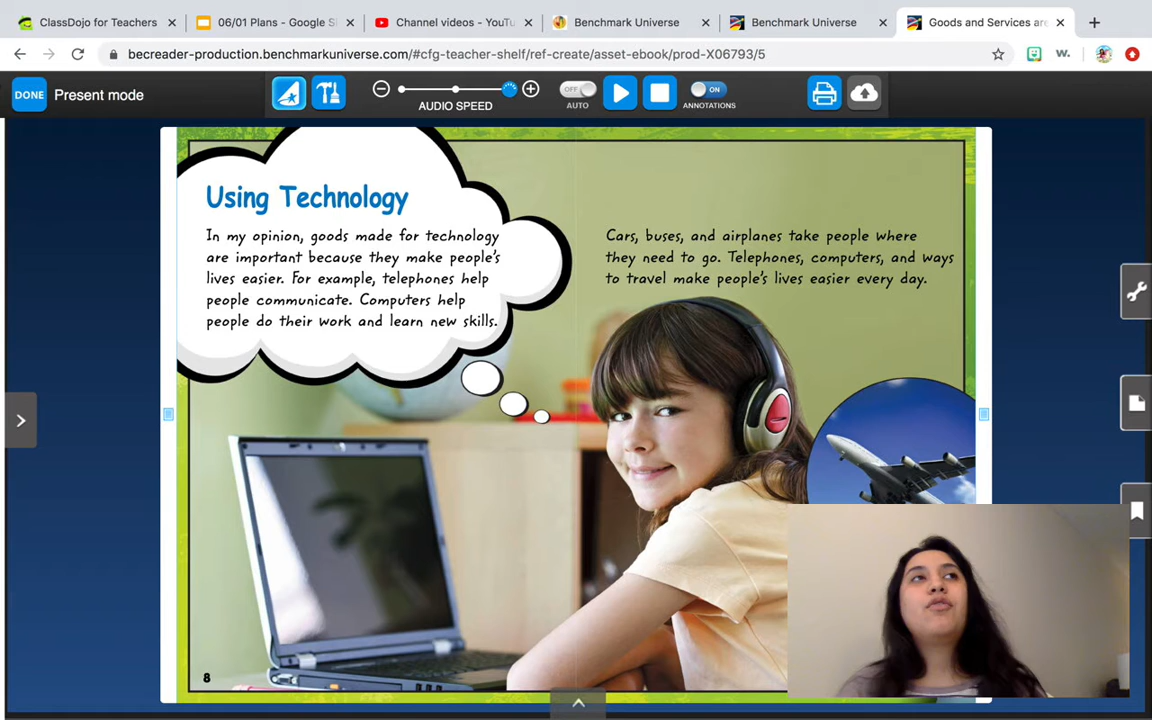 ClassDojo for Teachers
06/01 Plans - Google Sl
Channel videos - YouTu
Benchmark Universe
Benchmark Universe
Goods and Services are
becreader-production.benchmarkuniverse.com/#cfg-teacher-shelf/ref-create/asset-ebook/prod-X06793/5
W.
DONE
Present mode
AUDIO SPEED
OFF
AUTO
ON
ANNOTATIONS
Using Technology
In my opinion, goods made for technology
are important because they make people's
lives easier. For example, telephones help
people communicate. Computers help
people do their work and learn new skills.
Cars, buses, and airplanes take people where
they need to go. Telephones, computers, and ways
to travel make people's lives easier every day.
8